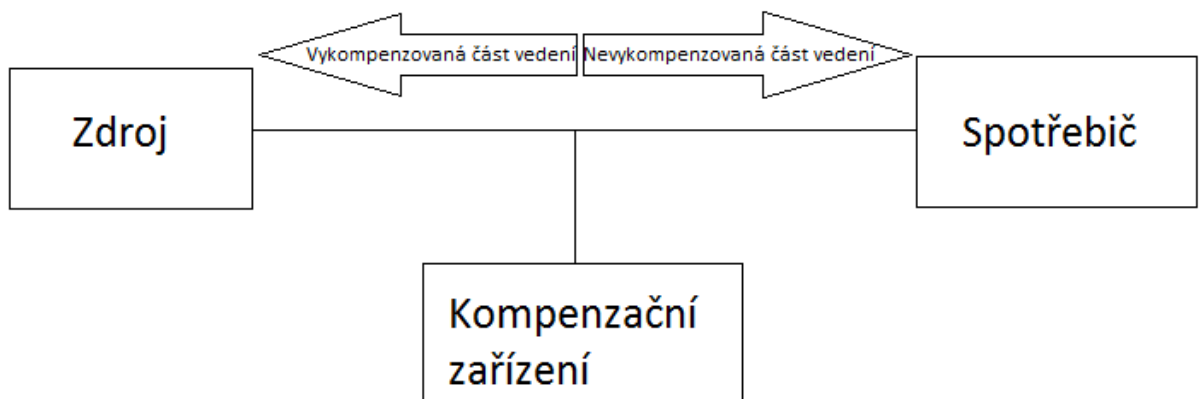 Vykompenzovaná část vedení
Nevykompenzovaná část vedení
Zdroj
Spotřebič
Kompenzační
zařízení